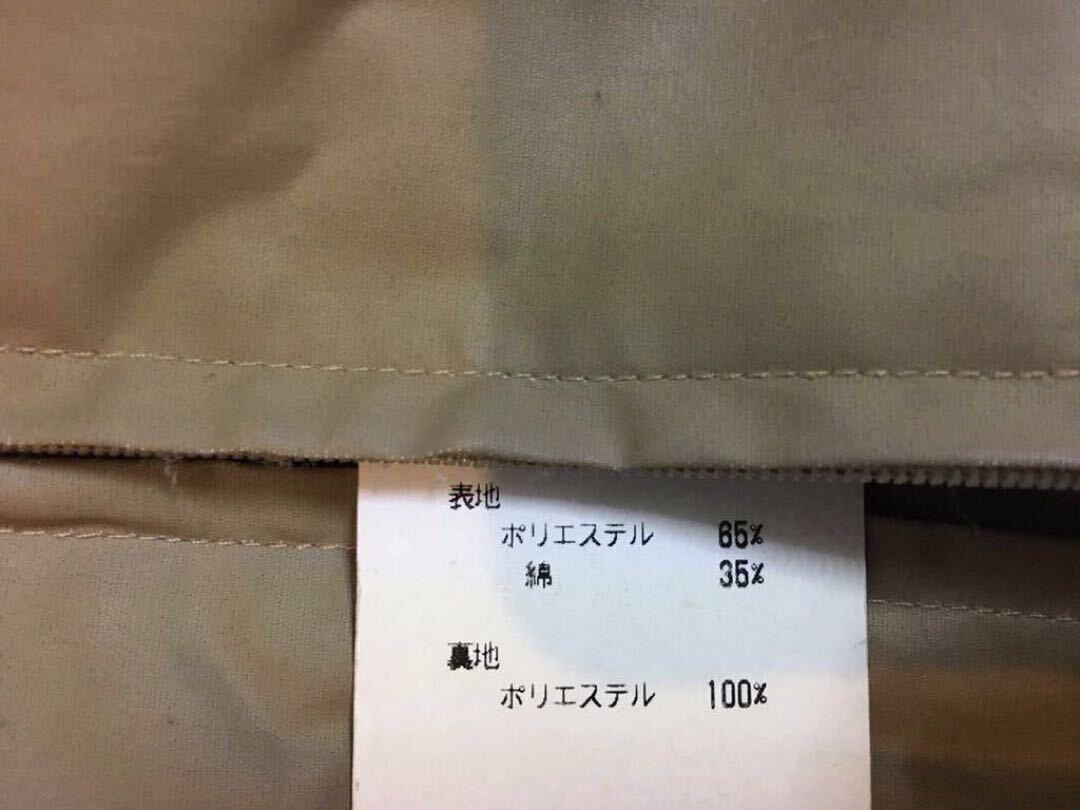 表地
ポリエステル 65%
綿 35%
裏地
ポリエステル 100%